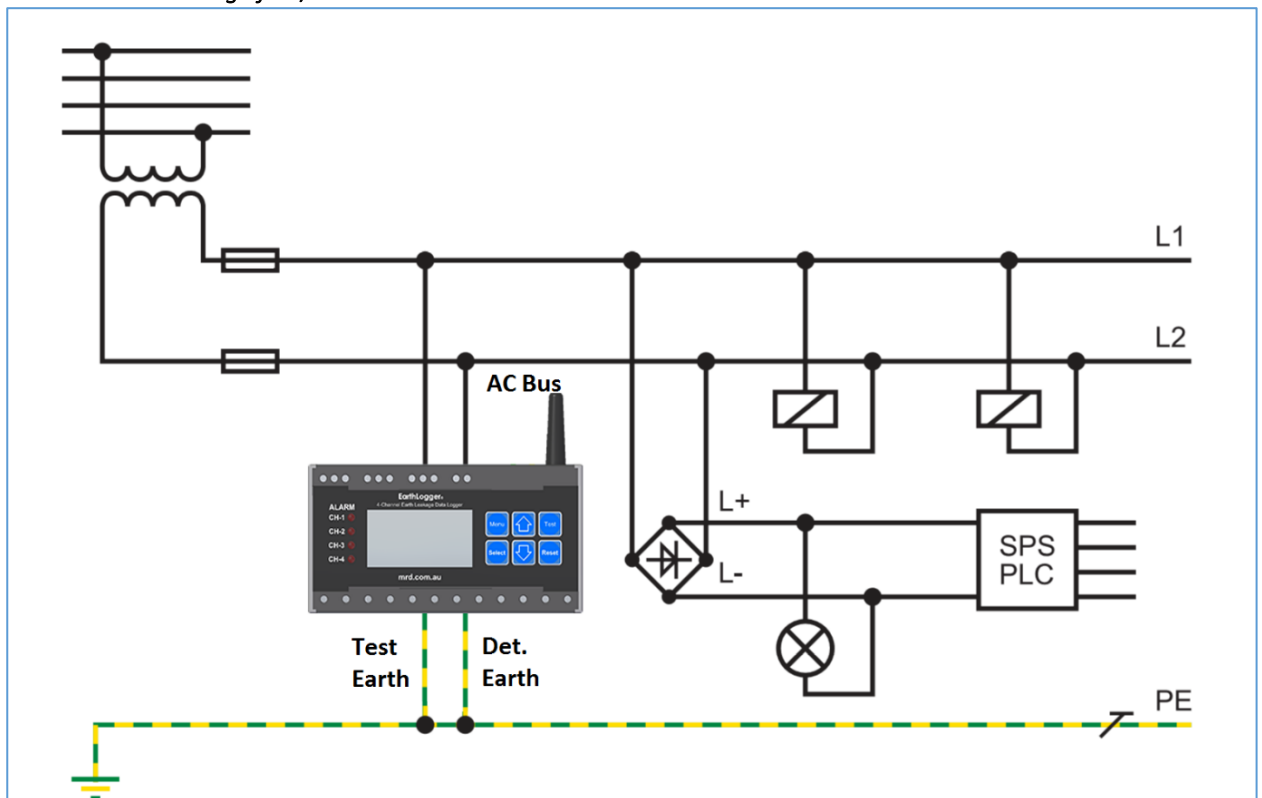 L1
L2
AC Bus
EarthLogger
4 Channel Earth Leakage Data Logger
ALARM
CH-1
CH-2
CH-3
CH-4
Menu
Test
Select
Reset
mrd.com.au
L+
L-
SPS
PLC
Test
Earth
Det.
Earth
PE